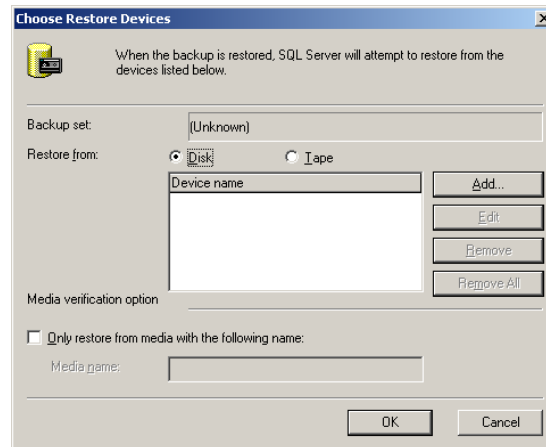 Choose Restore Devices
When the backup is restored, SQL Server will attempt to restore from the
devices listed below.
Backup set:
(Unknown)
Restore from:
Disk
Tape
Device name
Add...
Edit
Remove
Remove All
Media verification option
Only restore from media with the following name:
Media name:
OK
Cancel